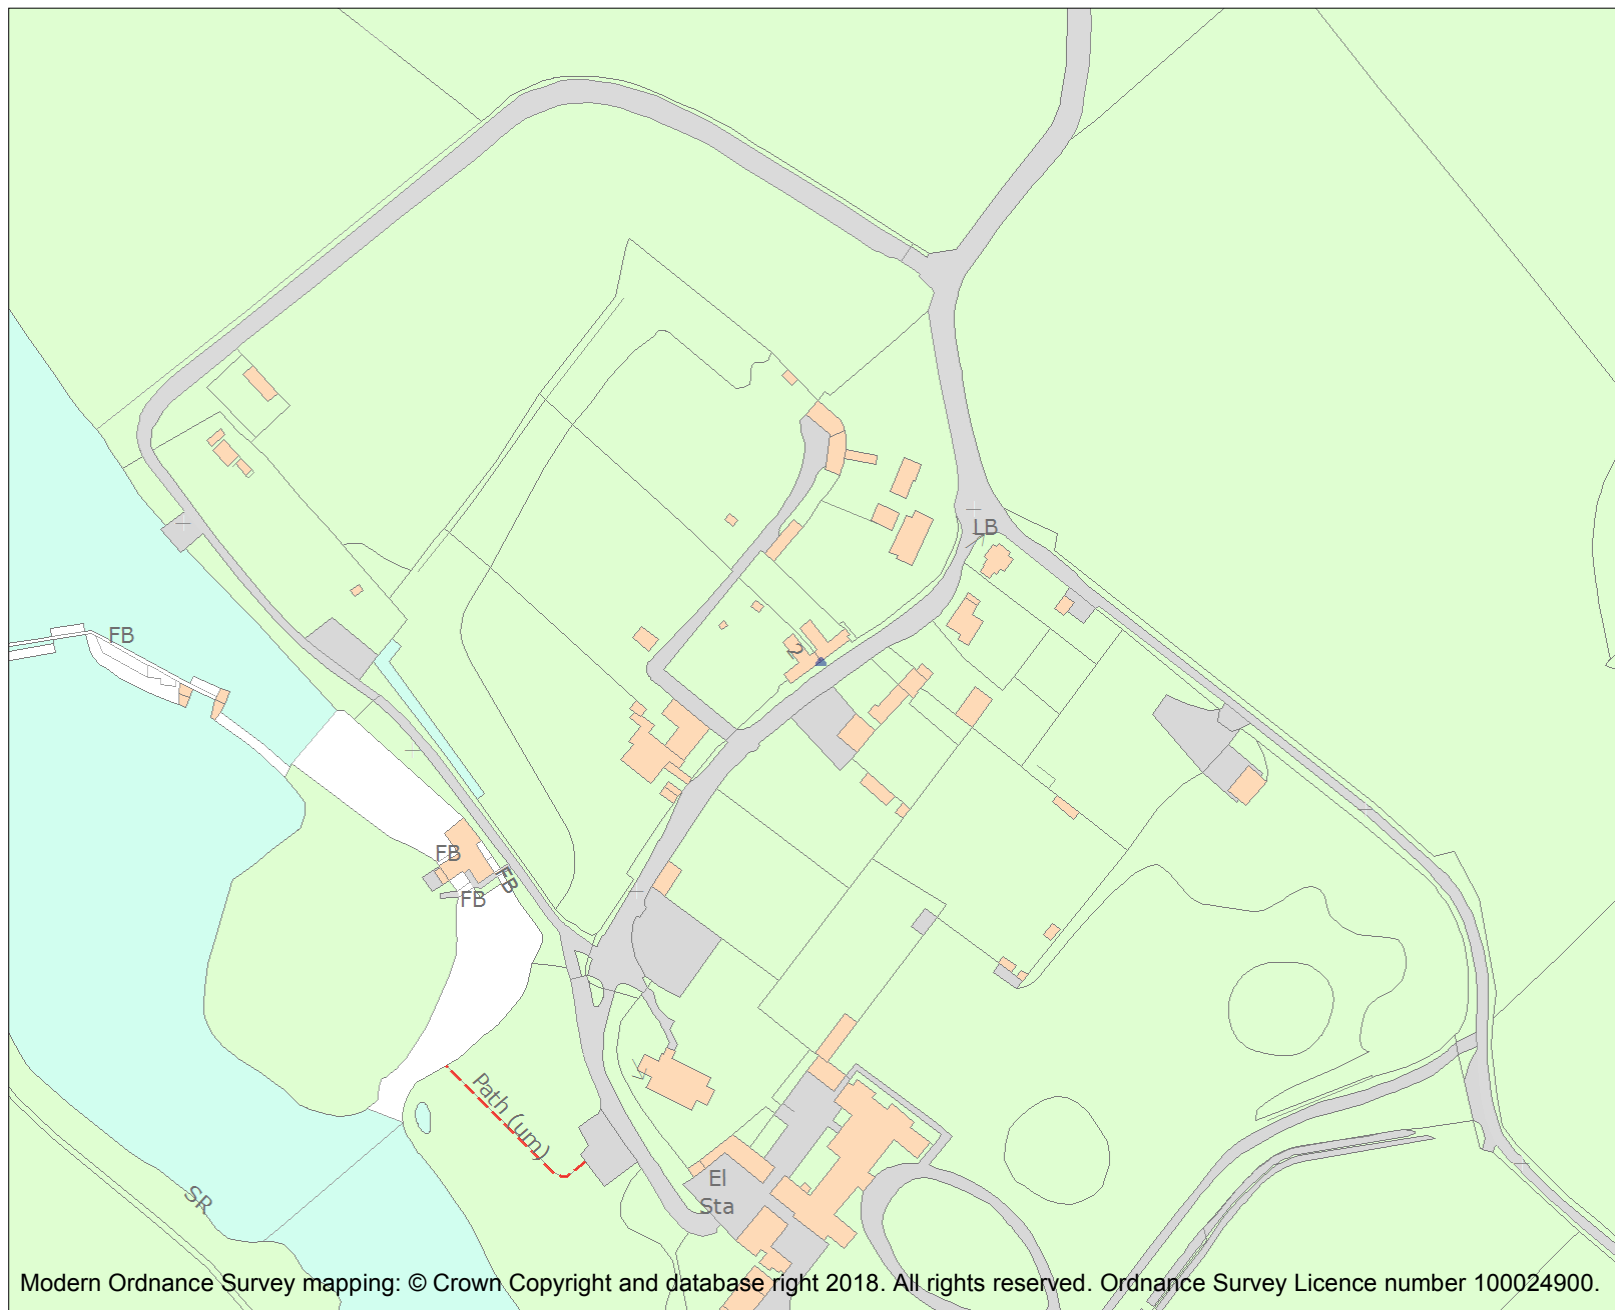 LB
FB
2
FB
FB
FB
Path (um)
El
Sta
SR
Modern Ordnance Survey mapping: © Crown Copyright and database right 2018. All rights reserved. Ordnance Survey Licence number 100024900.